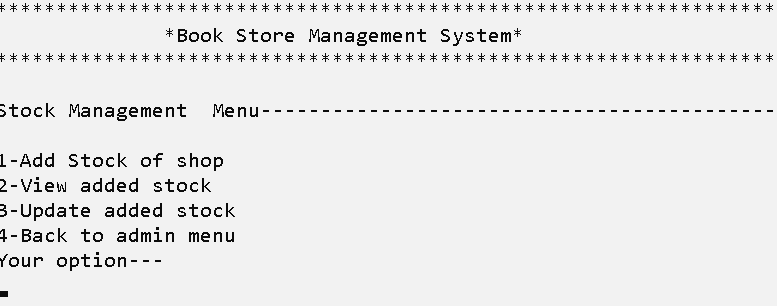 *****************************************************************
*Book Store Management System*
*****************************************************************
Stock Management  Menu-------------------------------------------
1-Add Stock of shop
2-View added stock
3-Update added stock
4-Back to admin menu
Your option---